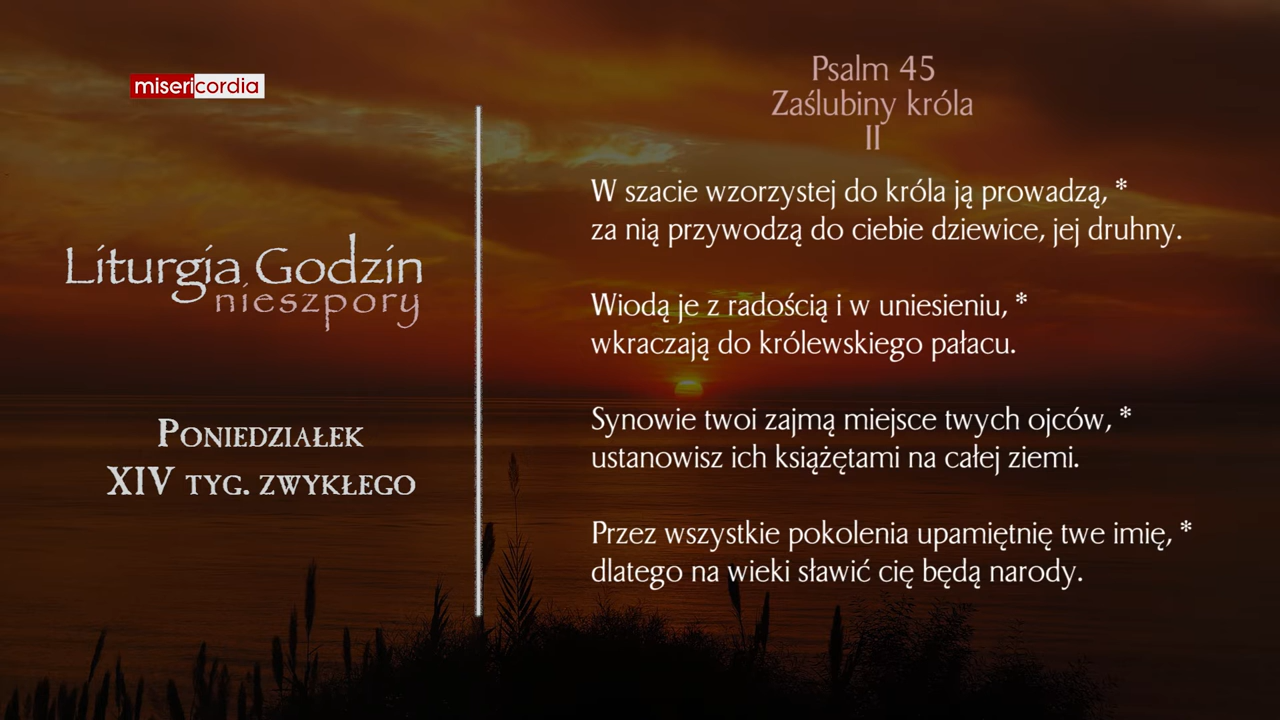 misericordia
Liturgia Godzin
nieszpory
Poniedziałek
XIV tyg. zwykłego
Psalm 45
Zaślubiny króla
II
W szacie wzorzystej do króla ją prowadzą, *
za nią przywodzą do ciebie dziewice, jej druhny.
Wiodą je z radością i w uniesieniu, *
wkraczają do królewskiego pałacu.
Synowie twoi zajmą miejsce twych ojców, *
ustanowisz ich książętami na całej ziemi.
Przez wszystkie pokolenia upamiętnię twe imię, *
dlatego na wieki sławić cię będą narody.